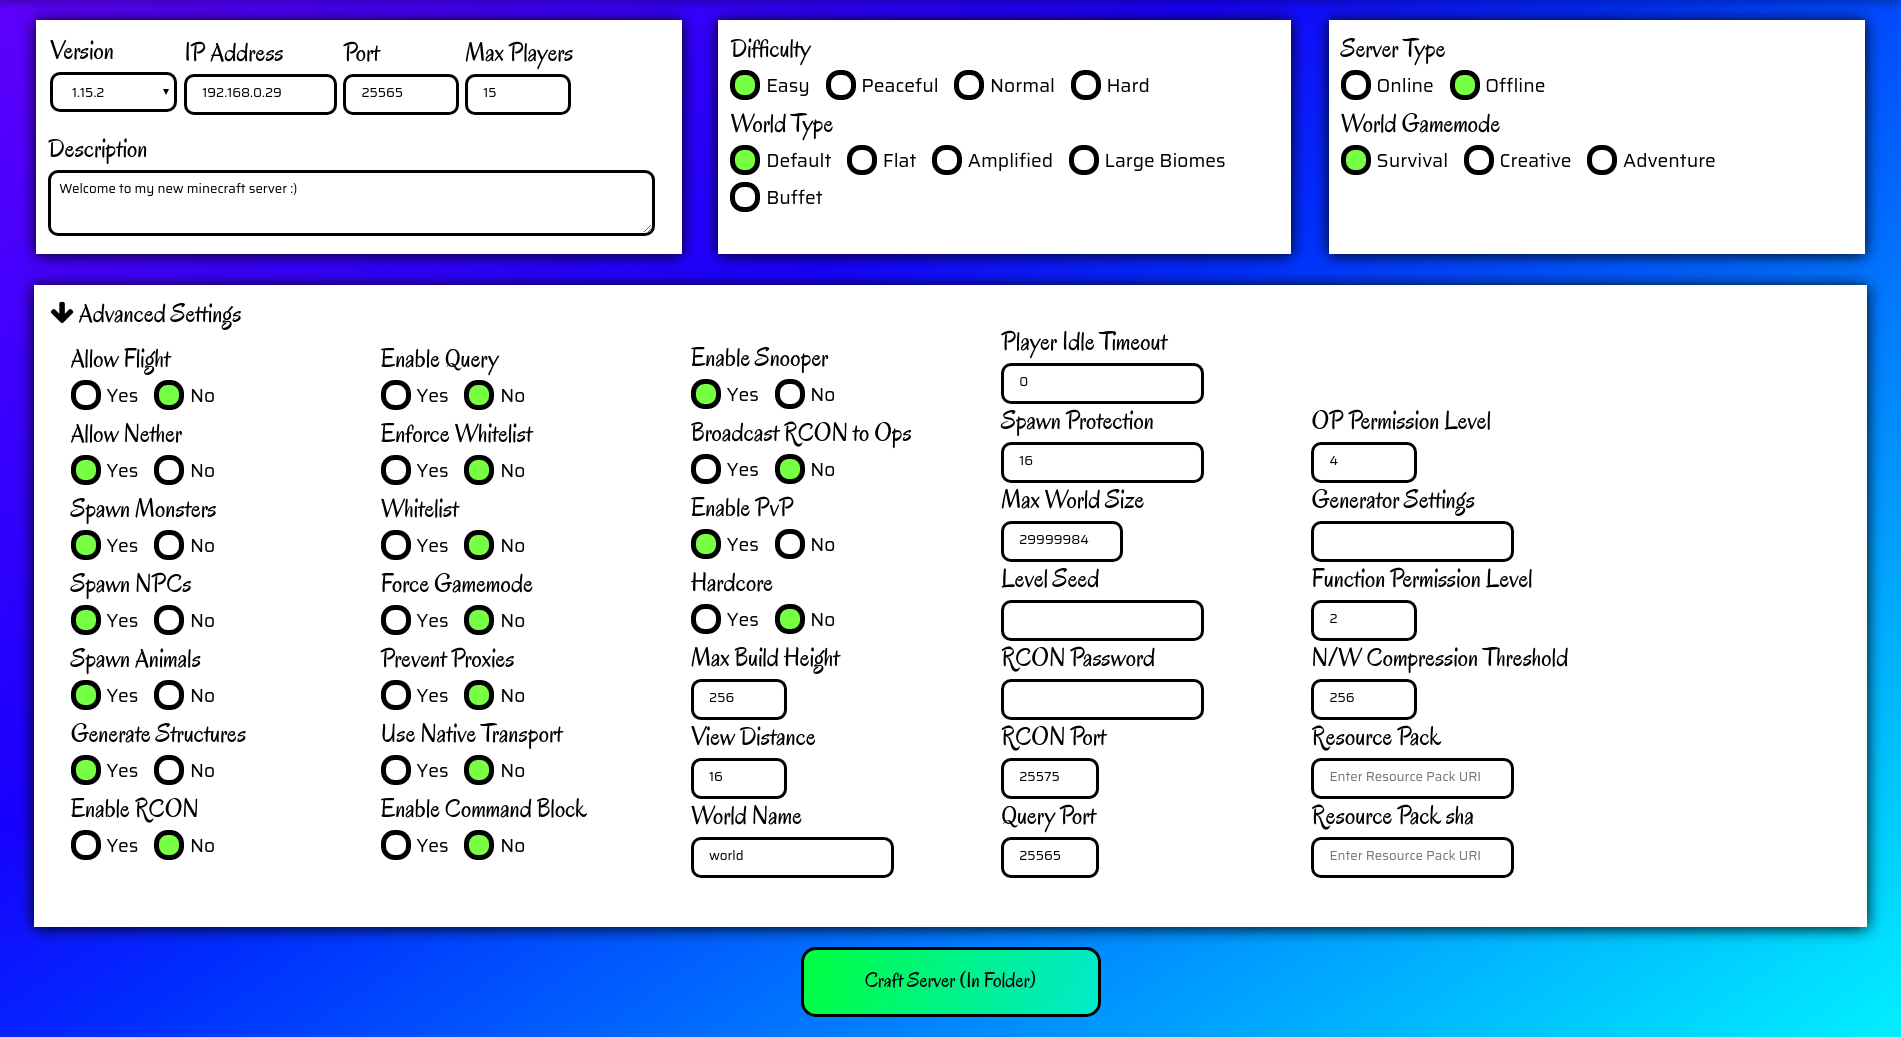 Version IP Address Port Max Players
1.15.2 192.168.0.29 25565 15
Description
Welcome to my new minecraft server :)
Difficulty
Easy Peaceful Normal Hard
World Type
Default Flat Amplified Large Biomes
Buffet
Server Type
Online Offline
World Gamemode
Survival Creative Adventure
Advanced Settings
Allow Flight
Yes No
Allow Nether
Yes No
Spawn Monsters
Yes No
Spawn NPCs
Yes No
Spawn Animals
Yes No
Generate Structures
Yes No
Enable RCON
Yes No
Enable Query
Yes No
Enforce Whitelist
Yes No
Whitelist
Yes No
Force Gamemode
Yes No
Prevent Proxies
Yes No
Use Native Transport
Yes No
Enable Command Block
Yes No
Enable Snooper
Yes No
Broadcast RCON to Ops
Yes No
Enable PvP
Yes No
Hardcore
Yes No
Max Build Height
256
View Distance
16
World Name
world
Player Idle Timeout
0
Spawn Protection
16
Max World Size
29999984
Level Seed
RCON Password
RCON Port
25575
Query Port
25565
OP Permission Level
4
Generator Settings
Function Permission Level
2
N/W Compression Threshold
256
Resource Pack
Enter Resource Pack URI
Resource Pack sha
Enter Resource Pack URI
Craft Server (In Folder)